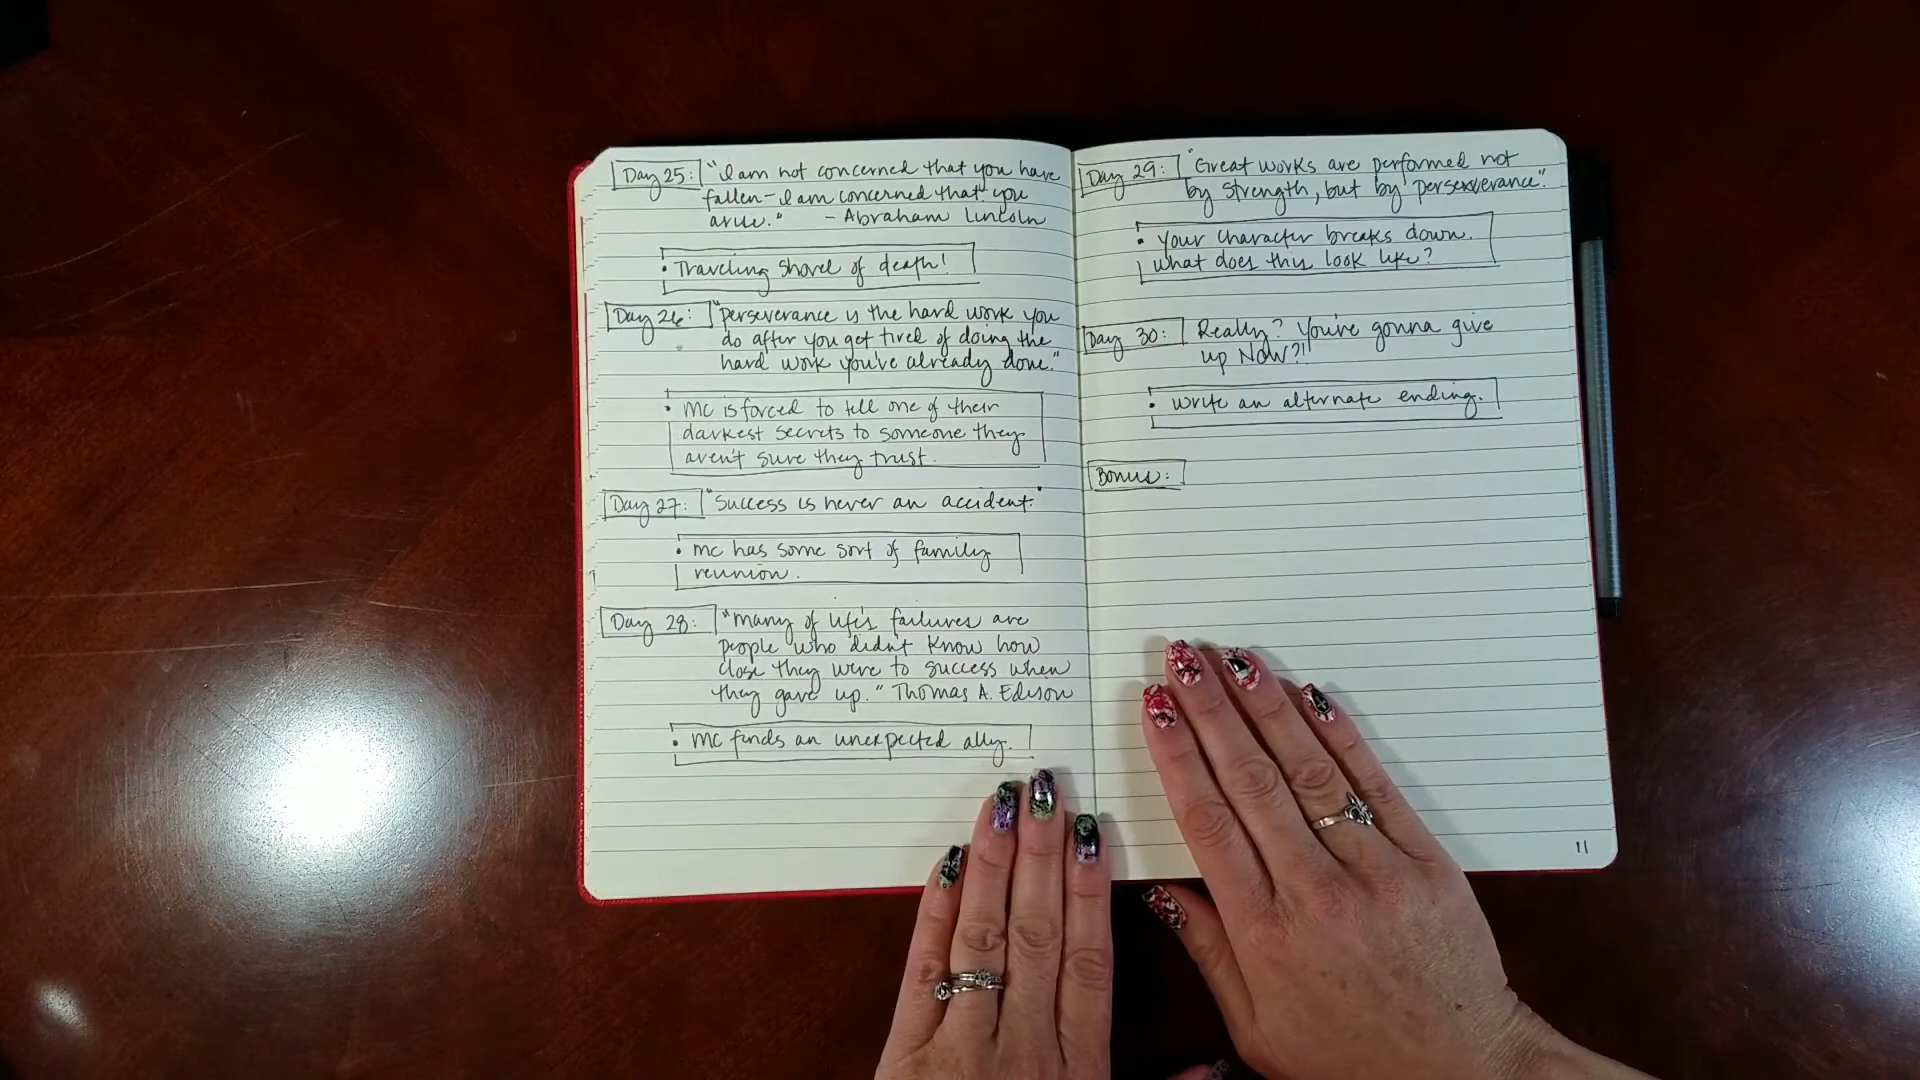 Day 25: "I am not concerned that you have
fallen - I am concerned that you
arise." - Abraham Lincoln
• Traveling shovel of death!
Day 26: "perseverance is the hard work you
do after you get tired of doing the
hard work you've already done."
• MC is forced to tell one of their
darkest secrets to someone they
aren't sure they trust.
Day 27: "Success is never an accident."
• MC has some sort of family
reunion.
Day 28: "Many of life's failures are
people who didn't know how
close they were to success when
they gave up." Thomas A. Edison
• MC finds an unexpected ally.
Day 29: "Great works are performed not
by strength, but by perseverance".
• Your character breaks down.
What does this look like?
Day 30: Really? You're gonna give
up NOW?!
• Write an alternate ending.
Bonus:
11